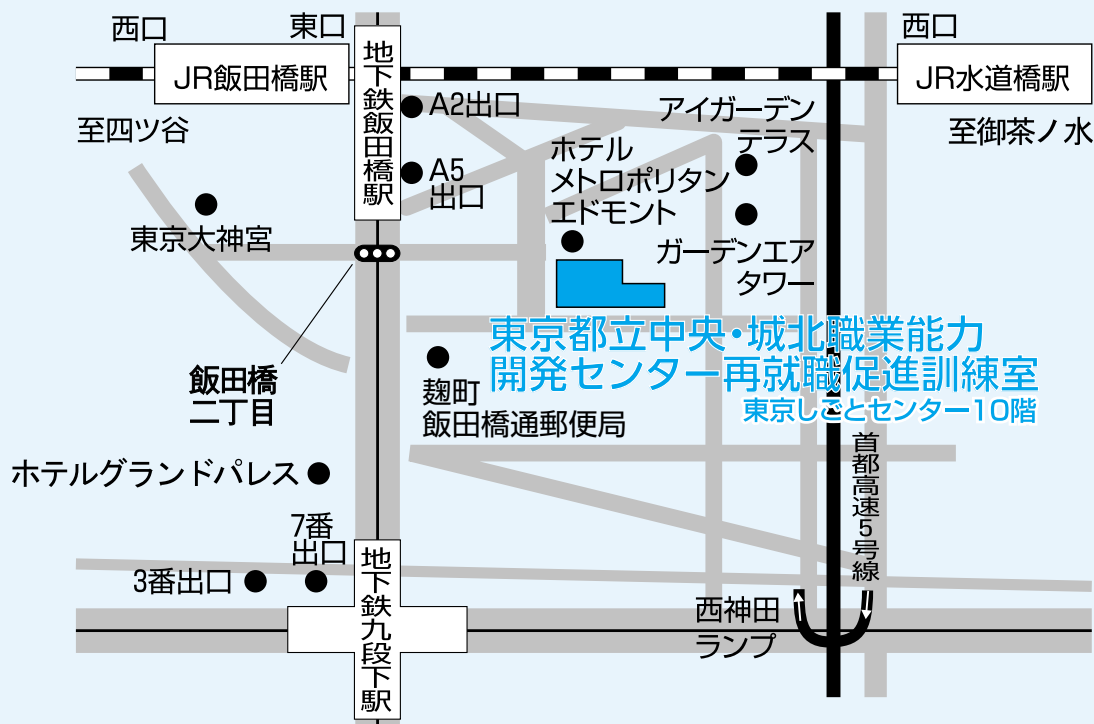 西口
東口
西口
JR飯田橋駅
地下鉄飯田橋駅
JR水道橋駅
至四ツ谷
A2出口
アイガーデン
テラス
至御茶ノ水
A5
出口
ホテル
メトロポリタン
エドモント
東京大神宮
ガーデンエア
タワー
東京都立中央・城北職業能力
開発センター再就職促進訓練室
東京しごとセンター10階
飯田橋
二丁目
麹町
飯田橋通郵便局
首都高速5号線
ホテルグランドパレス
7番
出口
3番出口
地下鉄九段下駅
西神田
ランプ